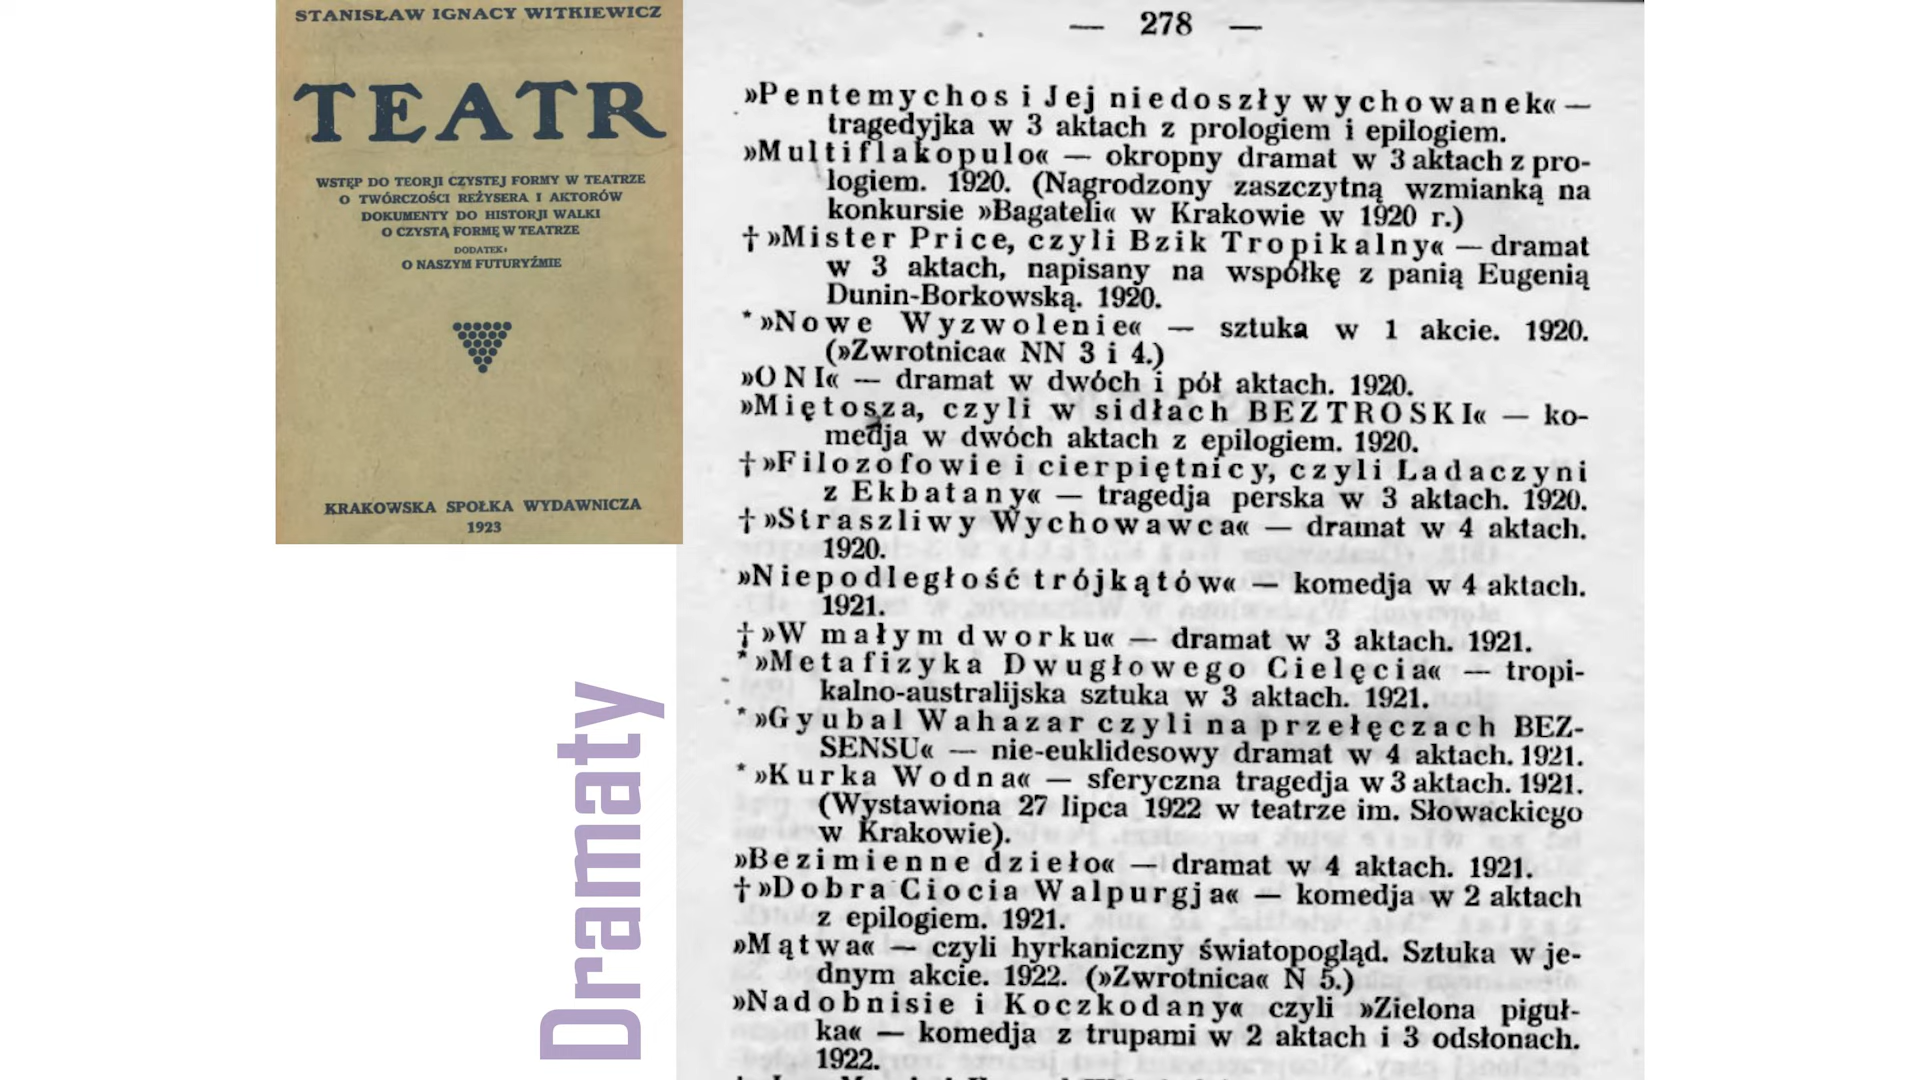 STANISŁAW IGNACY WITKIEWICZ
TEATR
WSTĘP DO TEORJI CZYSTEJ FORMY W TEATRZE
O TWÓRCZOŚCI REŻYSERA I AKTORÓW
DOKUMENTY DO HISTORJI WALKI
O CZYSTĄ FORMĘ W TEATRZE
DODATEK:
O NASZYM FUTURYŹMIE
KRAKOWSKA SPOŁKA WYDAWNICZA
1923
Dramaty
— 278 —
»Pentemychos i Jej niedoszły wychowanek« —
tragedyjka w 3 aktach z prologiem i epilogiem.
»Multiflakopulo« — okropny dramat w 3 aktach z pro-
logiem. 1920. (Nagrodzony zaszczytną wzmianką na
konkursie »Bagateli« w Krakowie w 1920 r.)
† »Mister Price, czyli Bzik Tropikalny« — dramat
w 3 aktach, napisany na wspołkę z panią Eugenią
Dunin-Borkowską. 1920.
* »Nowe Wyzwolenie« — sztuka w 1 akcie. 1920.
(»Zwrotnica« NN 3 i 4.)
»ONI« — dramat w dwóch i pół aktach. 1920.
»Miętosza, czyli w sidłach BEZTROSKI« — ko-
medja w dwóch aktach z epilogiem. 1920.
† »Filozofowie i cierpiętnicy, czyli Ladaczyni
z Ekbatany« — tragedja perska w 3 aktach. 1920.
† »Straszliwy Wychowawca« — dramat w 4 aktach.
1920.
»Niepodległość trójkątów« — komedja w 4 aktach.
1921.
† »W małym dworku« — dramat w 3 aktach. 1921.
* »Metafizyka Dwugłowego Cielęcia« — tropi-
kalno-australijska sztuka w 3 aktach. 1921.
* »Gyubal Wahazar czyli na przełęczach BEZ-
SENSU« — nie-euklidesowy dramat w 4 aktach. 1921.
* »Kurka Wodna« — sferyczna tragedja w 3 aktach. 1921.
(Wystawiona 27 lipca 1922 w teatrze im. Słowackiego
w Krakowie).
»Bezimienne dzieło« — dramat w 4 aktach. 1921.
† »Dobra Ciocia Walpurgja« — komedja w 2 aktach
z epilogiem. 1921.
»Mątwa« — czyli hyrkaniczny światopogląd. Sztuka w je-
dnym akcie. 1922. (»Zwrotnica« N 5.)
»Nadobnisie i Koczkodany« czyli »Zielona piguł-
ka« — komedja z trupami w 2 aktach i 3 odsłonach.
1922.